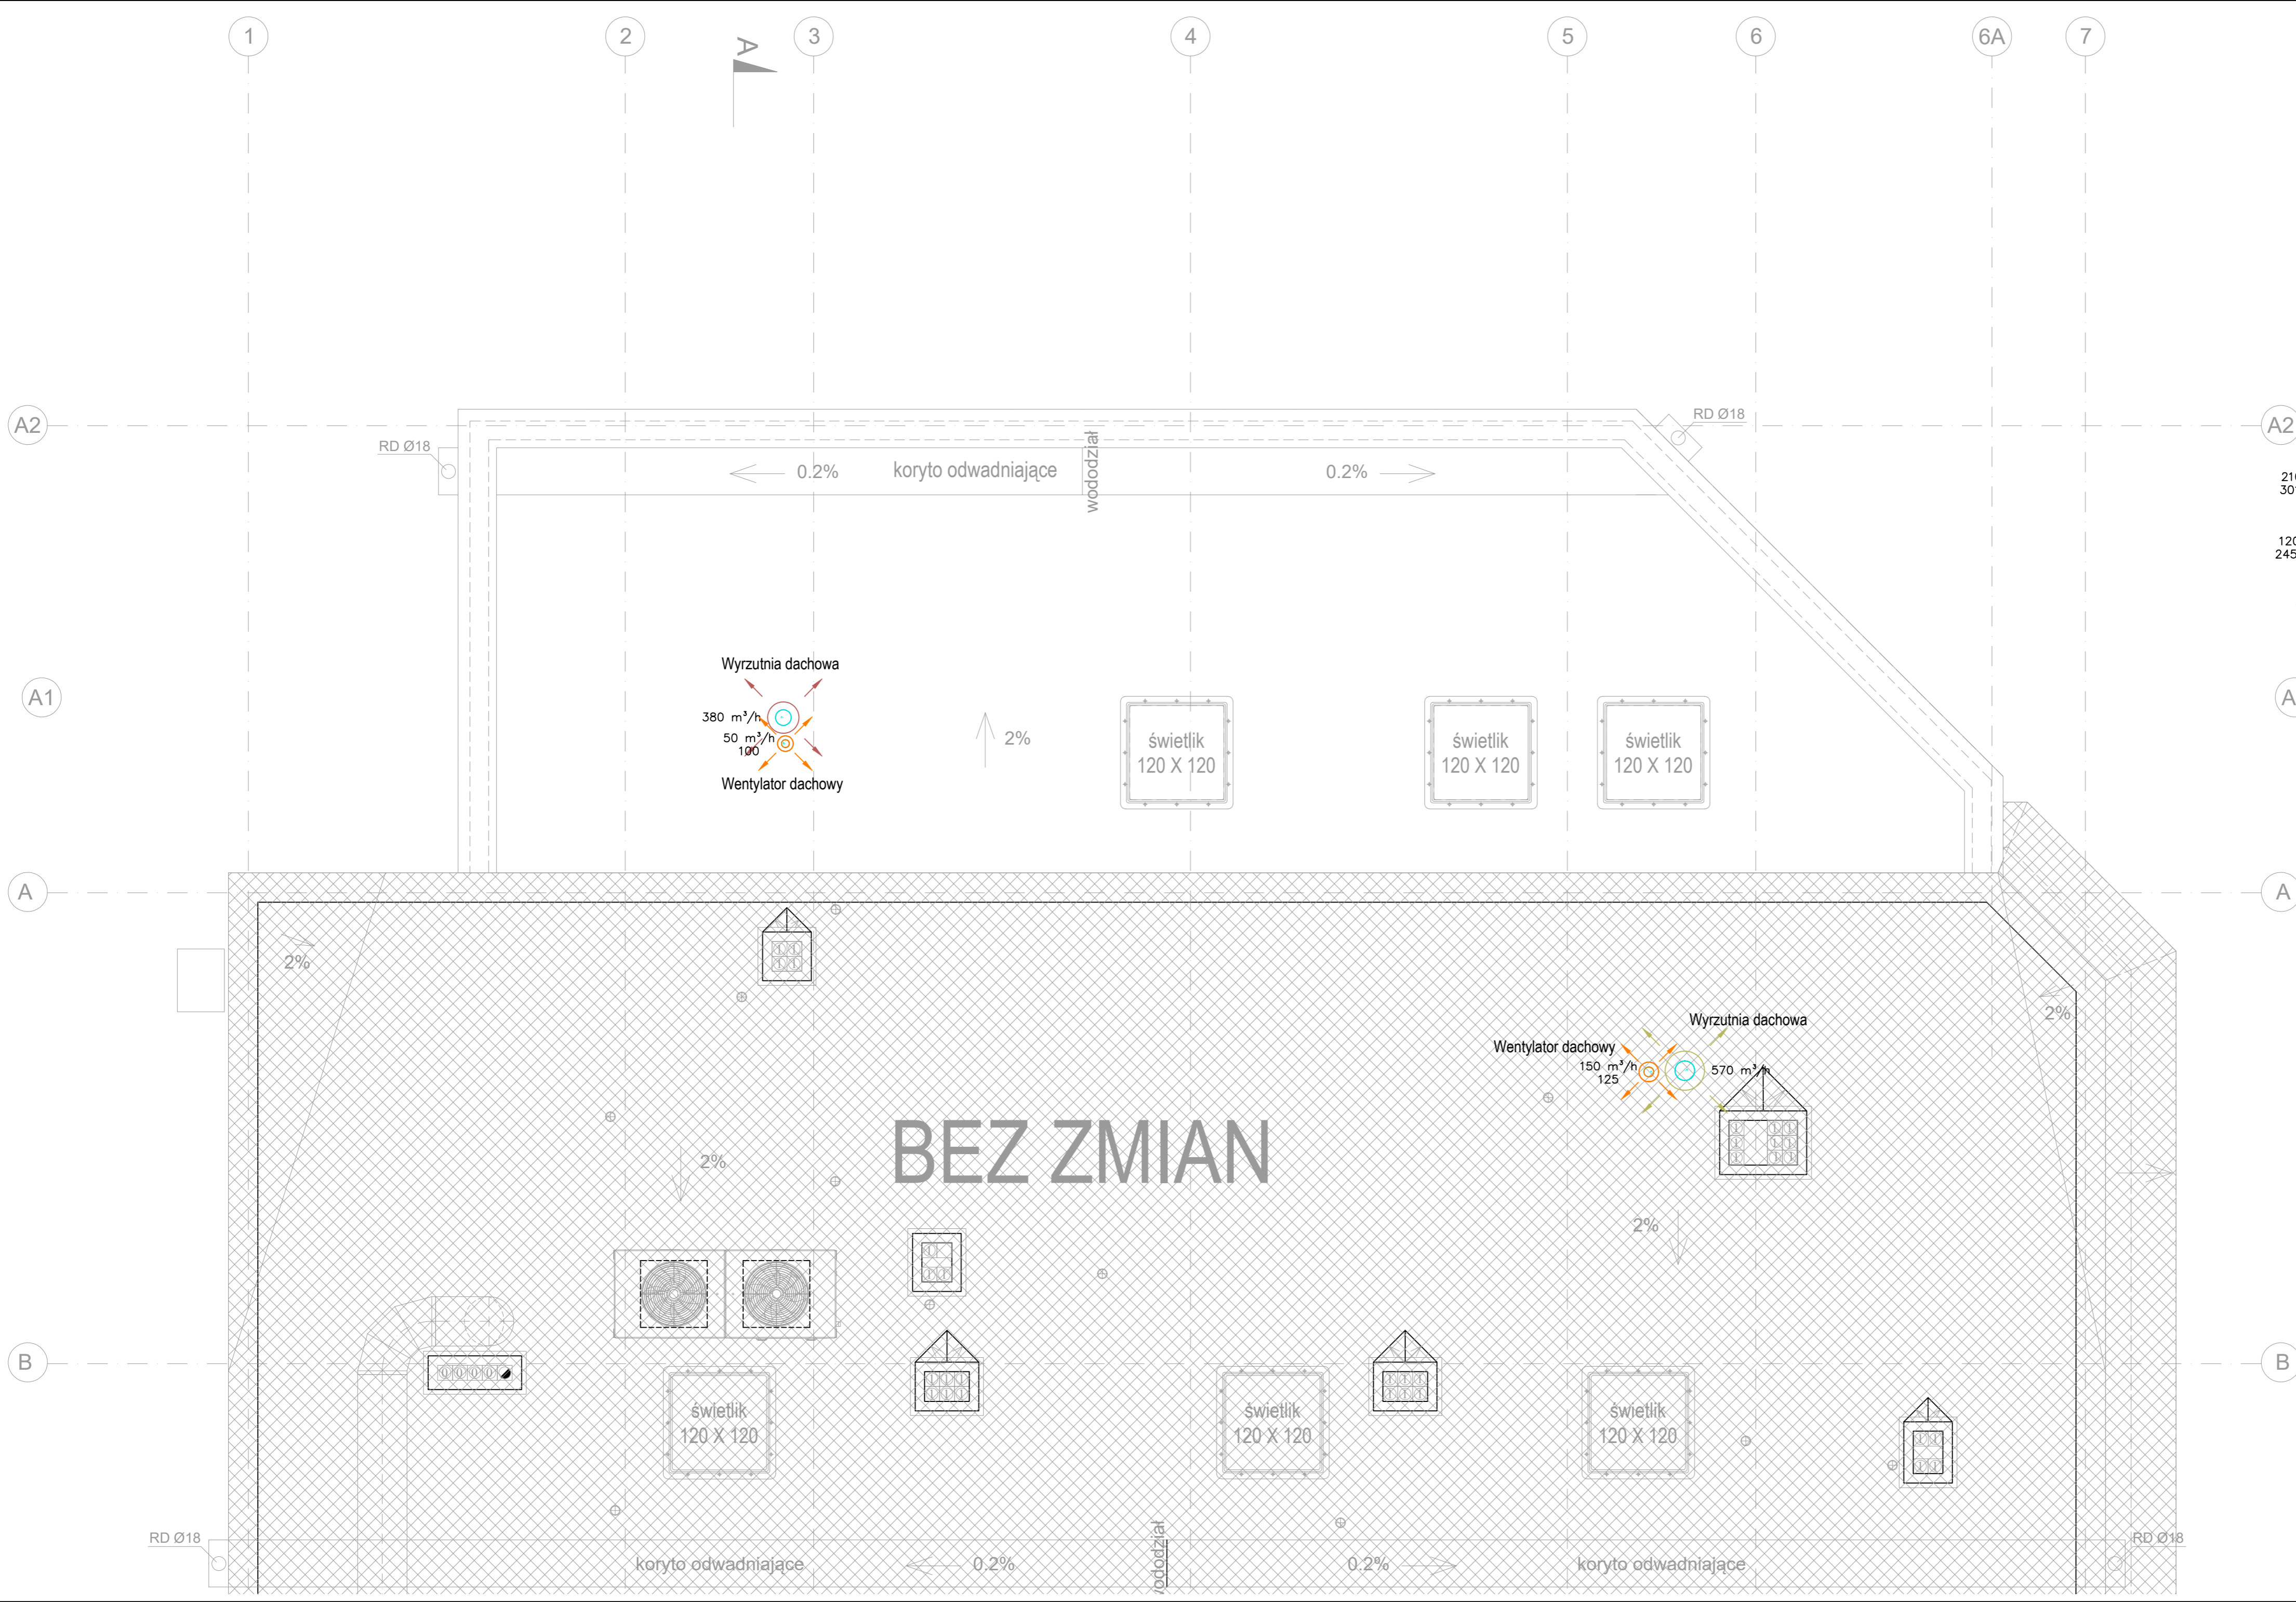 1
2
A
3
4
5
6
6A
7
A2
RD Ø18
0.2%
koryto odwadniające
wododział
0.2%
RD Ø18
A2
Wyrzutnia dachowa
380 m³/h
50 m³/h
100
Wentylator dachowy
A1
2%
świetlik
120 X 120
świetlik
120 X 120
świetlik
120 X 120
A
A
2%
2%
Wyrzutnia dachowa
Wentylator dachowy
150 m³/h
125
570 m³/h
BEZ ZMIAN
2%
2%
B
B
świetlik
120 X 120
świetlik
120 X 120
świetlik
120 X 120
RD Ø18
koryto odwadniające
0.2%
wododział
0.2%
koryto odwadniające
RD Ø18